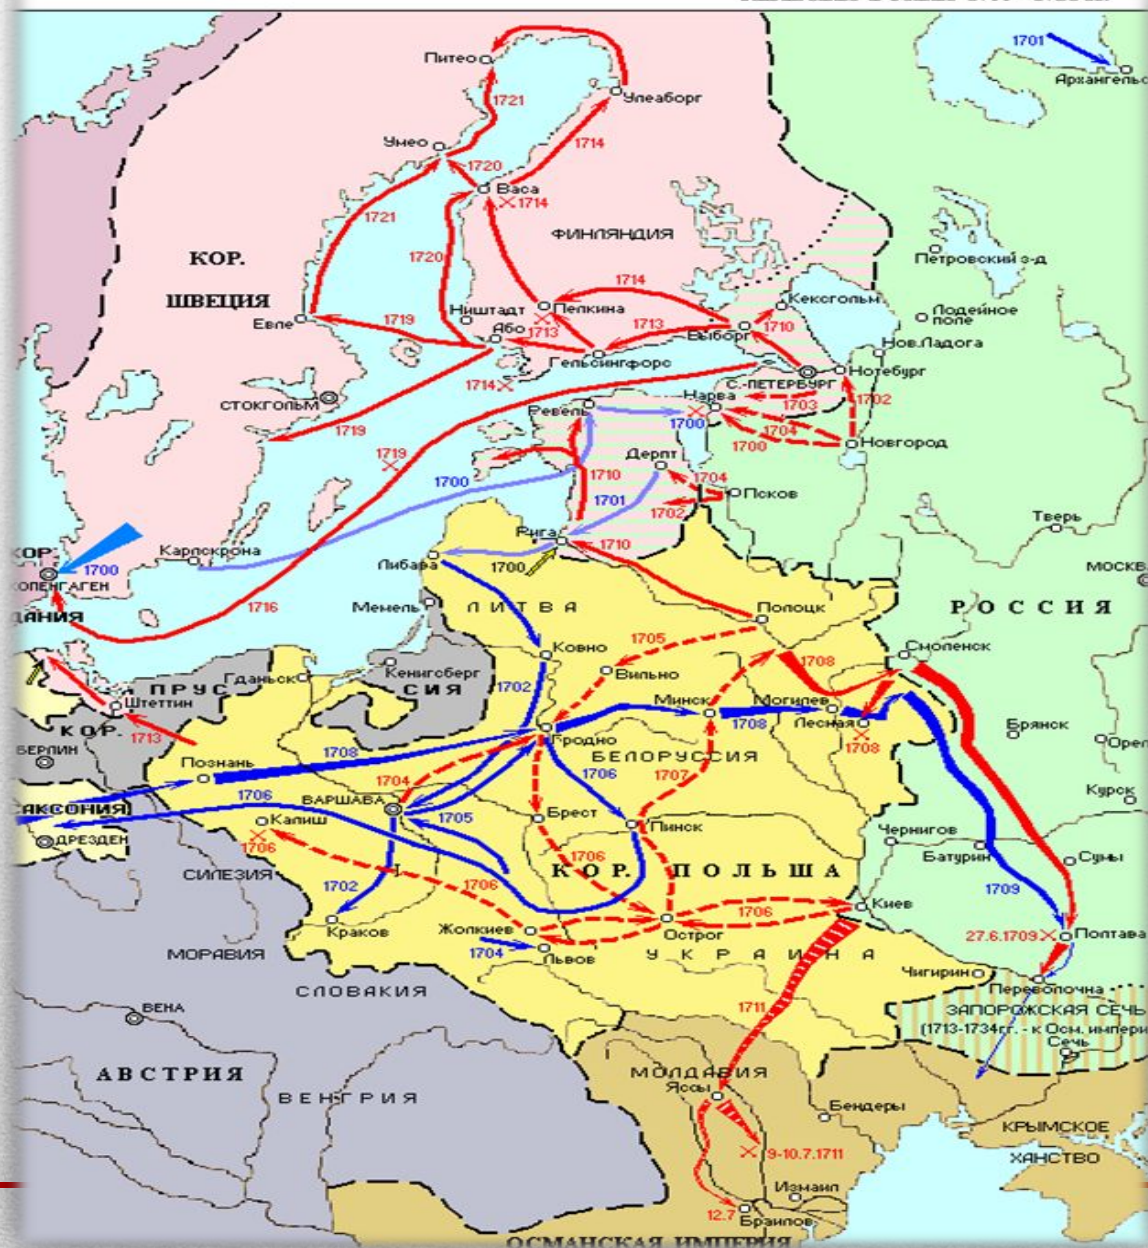 1701
Архангельс
Питео
Улеаборг
1721
1714
Умео
1720
Васа
1714
1721
ФИНЛЯНДИЯ
КОР.
ШВЕЦИЯ
1720
Петровский з-д
1714
Кексгольм
Ништадт
Пелкина
Лодейное
поле
Евле
1719
Або
1713
1713
Выборг
1710
Нов.Ладога
Гельсингфорс
1714
С.-ПЕТЕРБУРГ
Нотебург
СТОКГОЛЬМ
Ревель
Нарва
1703
1702
1700
1719
1704
1700
Новгород
1719
Дерпт
1700
1710
1704
1701
Псков
1702
Тверь
Рига
1710
КОР.
Карлскрона
Либава
1700
1700
МОСКВ
КОПЕНГАГЕН
ДАНИЯ
1716
Мемель
ЛИТВА
Полоцк
РОССИЯ
1705
Смоленск
Ковно
1708
Гданьск
Кенигсберг
Вильно
ПРУС
СИЯ
1702
Штеттин
Минск
Могилев
1708
Лесная
КОР.
1713
Брянск
БЕРЛИН
1708
Гродно
1708
Орел
БЕЛОРУССИЯ
Познань
1704
1706
1707
1706
Курск
АКСОНИЯ
ВАРШАВА
1705
Калиш
Брест
Пинск
Чернигов
ДРЕЗДЕН
1706
Батурин
Сумы
1706
СИЛЕЗИЯ
КОР. ПОЛЬША
1702
1706
1709
1706
Киев
Краков
Жолкиев
Острог
27.6.1709
Полтава
МОРАВИЯ
1704
Львов
УКРАИНА
Чигирин
СЛОВАКИЯ
Переволочна
1711
ВЕНА
ЗАПОРОЖСКАЯ СЕЧЬ
(1713-1734гг. - к Осм. импери
Сечь
АВСТРИЯ
МОЛДАВИЯ
Яссы
ВЕНГРИЯ
Бендеры
КРЫМСКОЕ
9-10.7.1711
ХАНСТВО
Измаил
12.7
Браилов
ОСМАНСКАЯ ИМПЕРИЯ